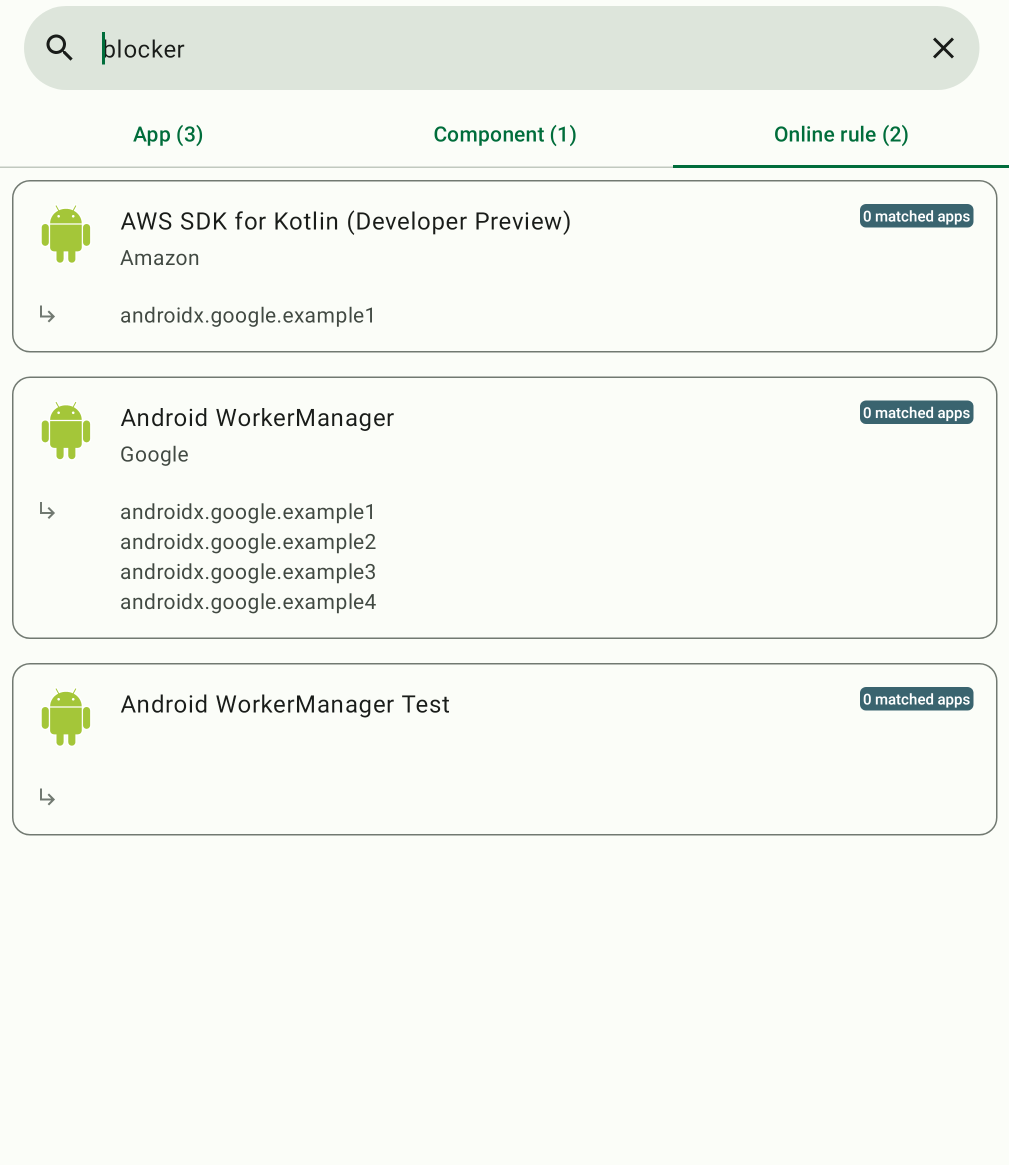 blocker
App (3)
Component (1)
Online rule (2)
AWS SDK for Kotlin (Developer Preview)
0 matched apps
Amazon
androidx.google.example1
Android WorkerManager
0 matched apps
Google
androidx.google.example1
androidx.google.example2
androidx.google.example3
androidx.google.example4
Android WorkerManager Test
0 matched apps